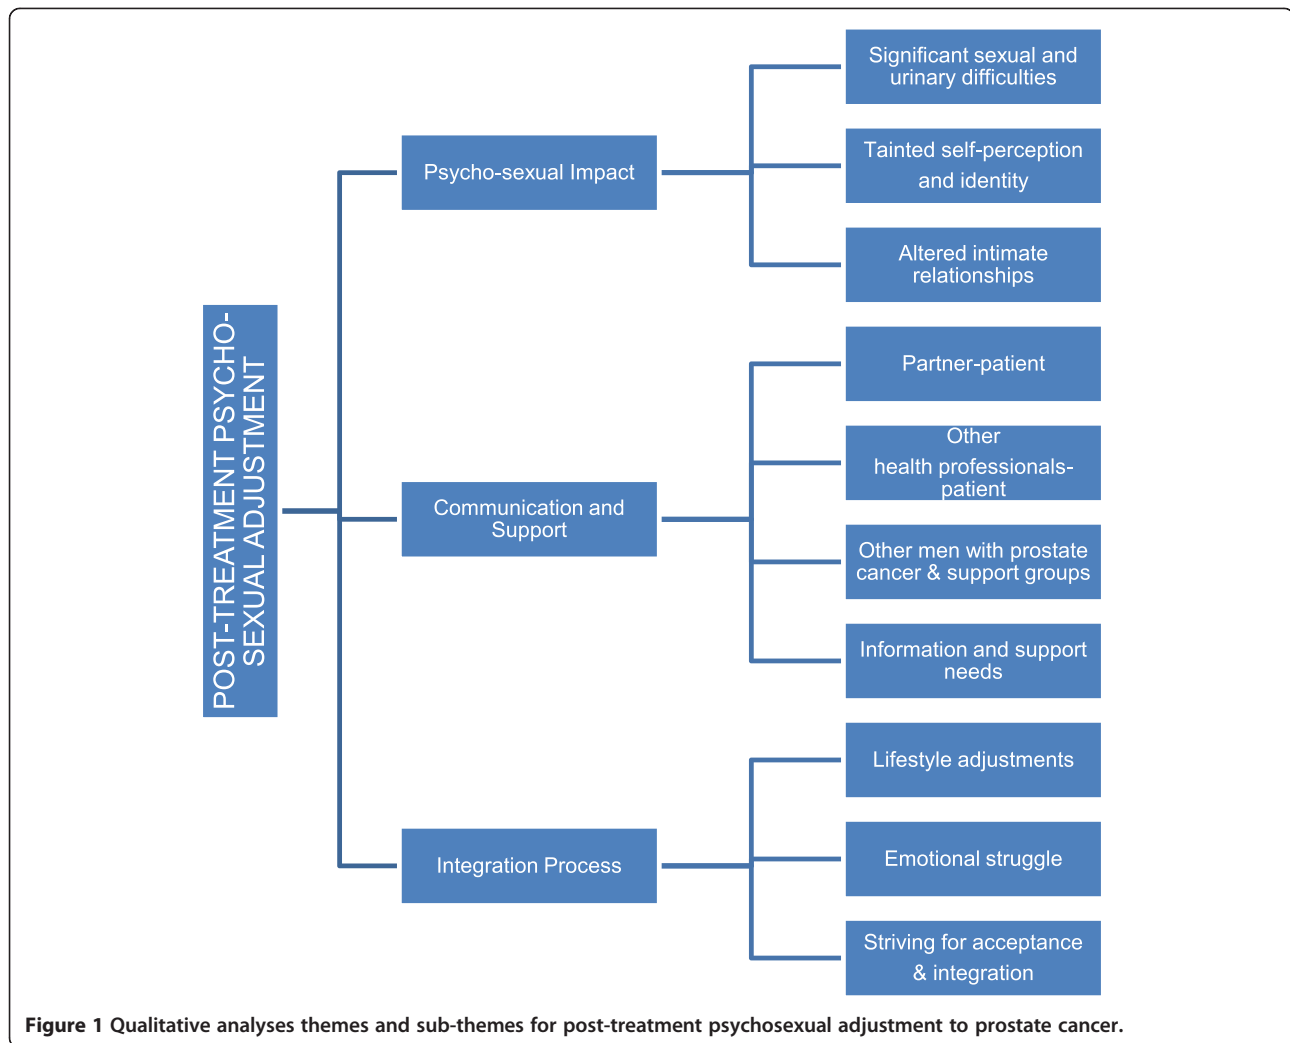 POST-TREATMENT PSYCHO-
SEXUAL ADJUSTMENT
Psycho-sexual Impact
Significant sexual and
urinary difficulties
Tainted self-perception
and identity
Altered intimate
relationships
Communication and
Support
Partner-patient
Other
health professionals-
patient
Other men with prostate
cancer & support groups
Information and support
needs
Integration Process
Lifestyle adjustments
Emotional struggle
Striving for acceptance
& integration
Figure 1 Qualitative analyses themes and sub-themes for post-treatment psychosexual adjustment to prostate cancer.